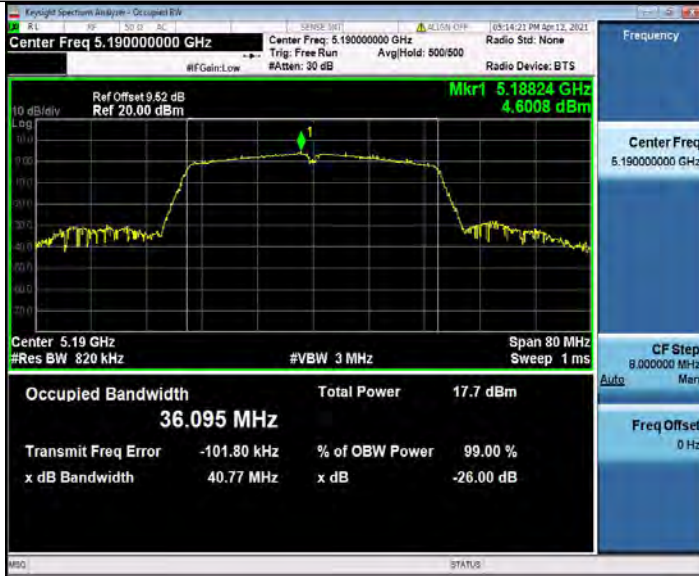 Keysight Spectrum Analyzer - Occupied BW
RL RF 50 Ω AC SENSE:INT ALIGN OFF 05:14:21 PM Apr 12, 2021
Center Freq 5.190000000 GHz Center Freq: 5.190000000 GHz Radio Std: None
Trig: Free Run Avg|Hold: 500/500
#IFGain:Low #Atten: 30 dB Radio Device: BTS
Frequency
Mkr1 5.18824 GHz
4.6008 dBm
Ref Offset 9.52 dB
10 dB/div Ref 20.00 dBm
Log
10.0
0.00
1
Center 5.19 GHz Span 80 MHz
#Res BW 820 kHz #VBW 3 MHz Sweep 1 ms
Center Freq
5.190000000 GHz
CF Step
8.000000 MHz
Auto Man
Freq Offset
0 Hz
Occupied Bandwidth Total Power 17.7 dBm
36.095 MHz
Transmit Freq Error -101.80 kHz % of OBW Power 99.00 %
x dB Bandwidth 40.77 MHz x dB -26.00 dB
MSG STATUS